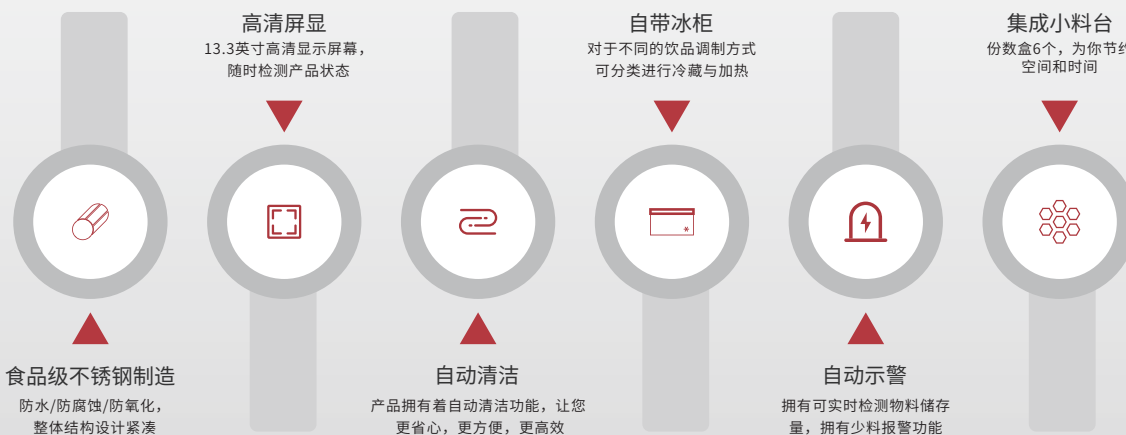 高清屏显
13.3英寸高清显示屏幕，
随时检测产品状态
自带冰柜
对于不同的饮品调制方式
可分类进行冷藏与加热
集成小料台
份数盒6个，为你节约
空间和时间
食品级不锈钢制造
防水/防腐蚀/防氧化，
整体结构设计紧凑
自动清洁
产品拥有着自动清洁功能，让您
更省心，更方便，更高效
自动示警
拥有可实时检测物料储存
量，拥有少料报警功能